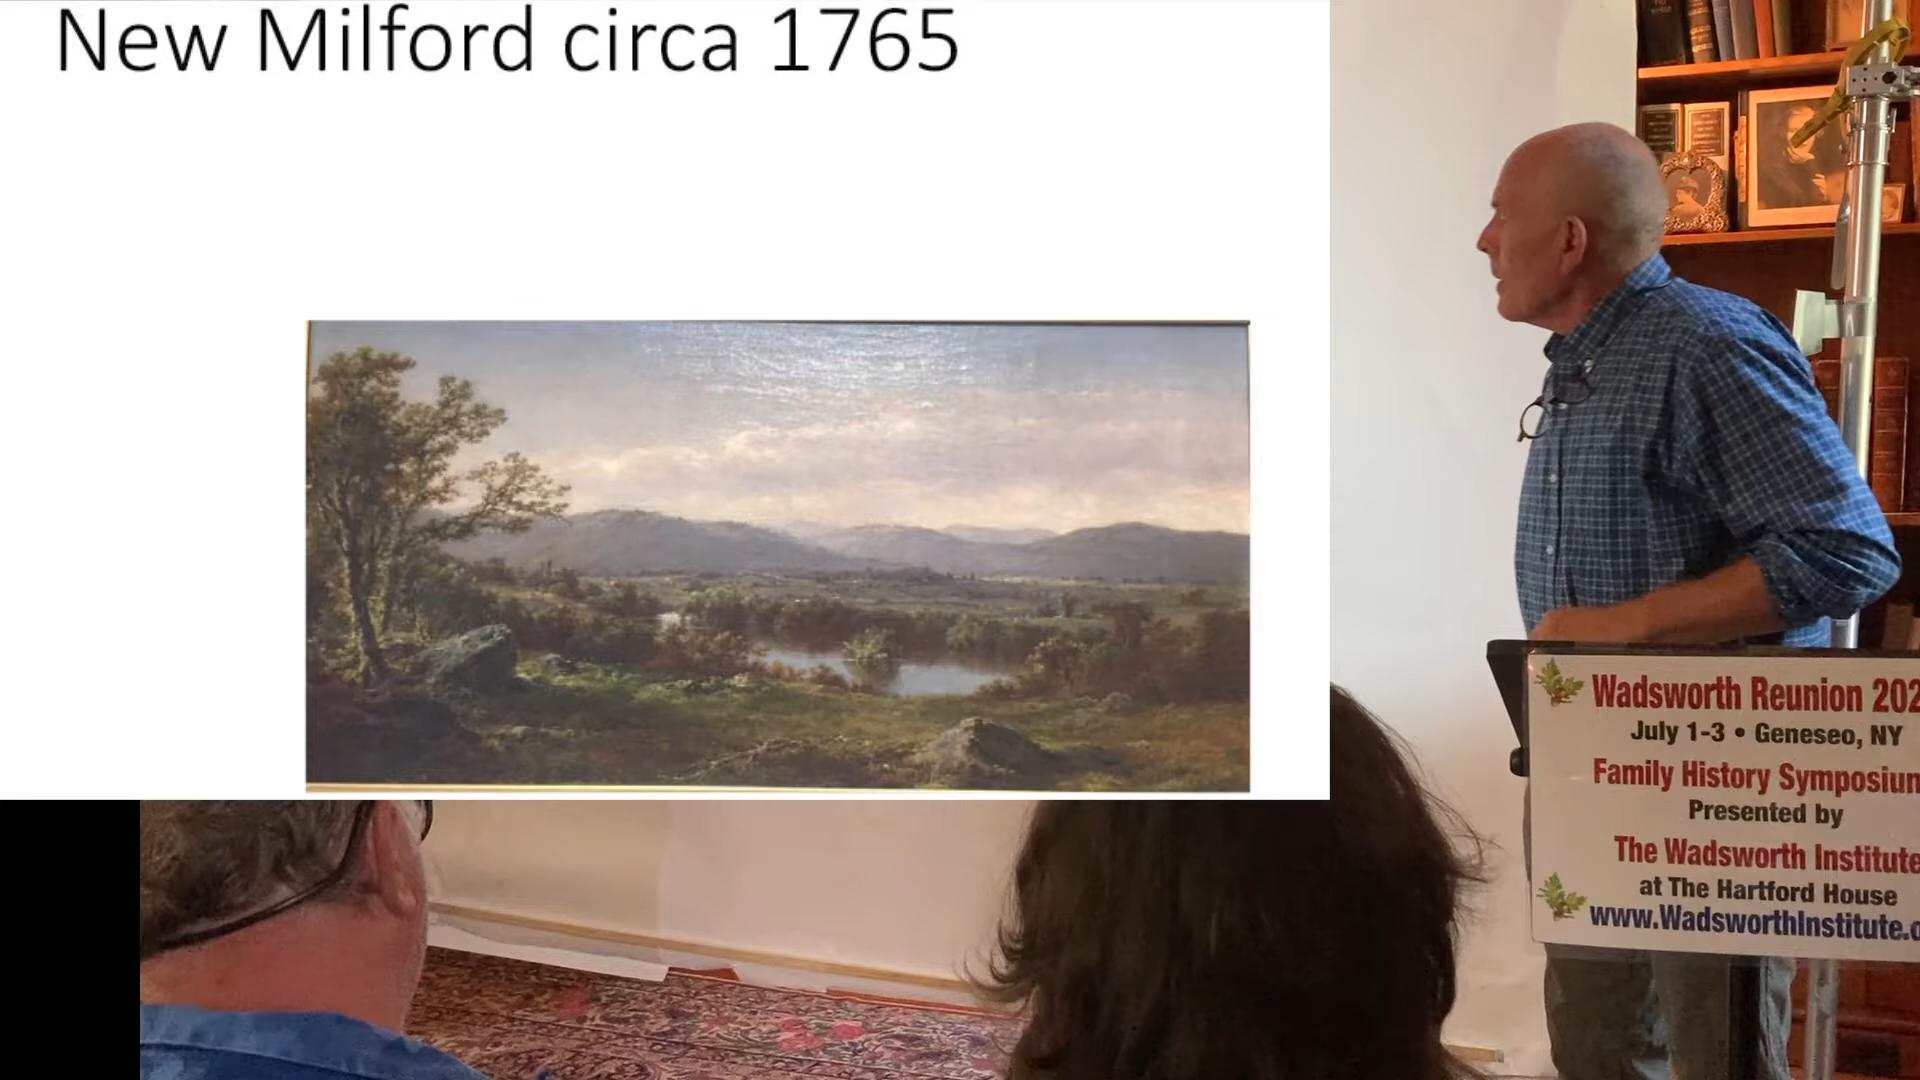 New Milford circa 1765
Wadsworth Reunion 202
July 1-3 • Geneseo, NY
Family History Symposium
Presented by
The Wadsworth Institute
at The Hartford House
www.WadsworthInstitute.o